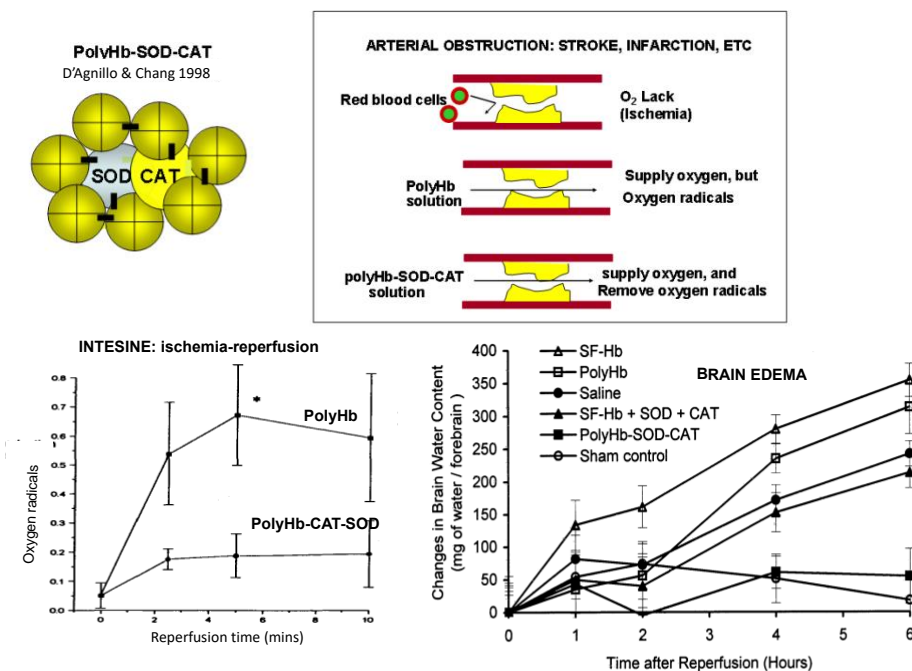 PolyHb-SOD-CAT
D'Agnillo & Chang 1998
SOD CAT
ARTERIAL OBSTRUCTION: STROKE, INFARCTION, ETC
Red blood cells
O2 Lack
(Ischemia)
PolyHb
solution
Supply oxygen, but
Oxygen radicals
polyHb-SOD-CAT
solution
supply oxygen, and
Remove oxygen radicals
INTESINE: ischemia-reperfusion
Oxygen radicals
0.8
0.7
0.6
0.5
0.4
0.3
0.2
0.1
0.0
*
PolyHb
PolyHb-CAT-SOD
0 2 4 6 8 10
Reperfusion time (mins)
BRAIN EDEMA
SF-Hb
PolyHb
Saline
SF-Hb + SOD + CAT
PolyHb-SOD-CAT
Sham control
Changes in Brain Water Content
(mg of water / forebrain)
400
350
300
250
200
150
100
50
0
0 1 2 3 4 5 6
Time after Reperfusion (Hours)